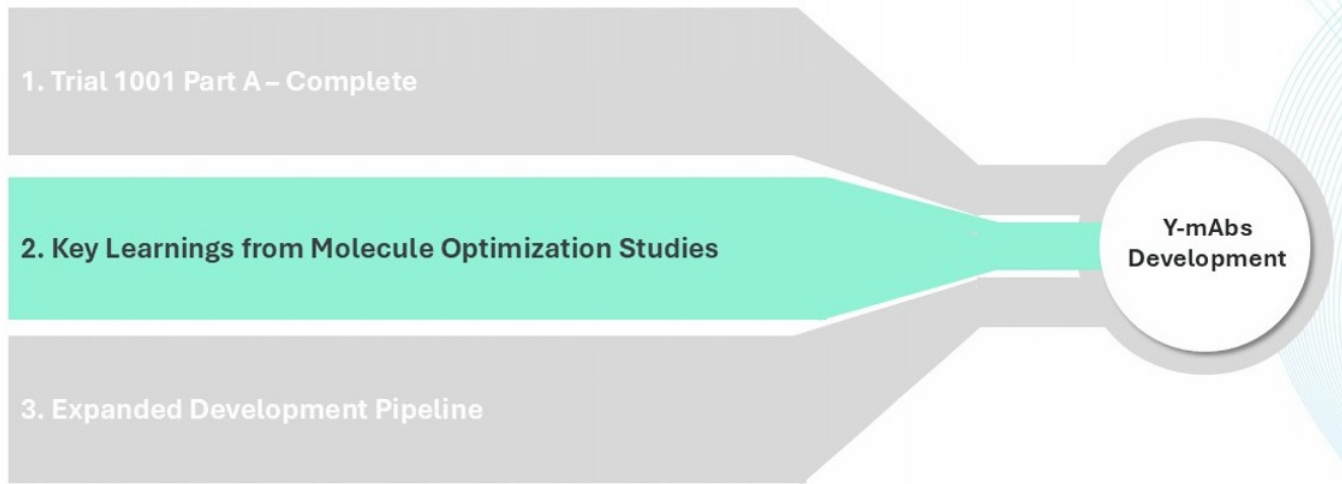 1. Trial 1001 Part A – Complete
2. Key Learnings from Molecule Optimization Studies
3. Expanded Development Pipeline
Y-mAbs
Development